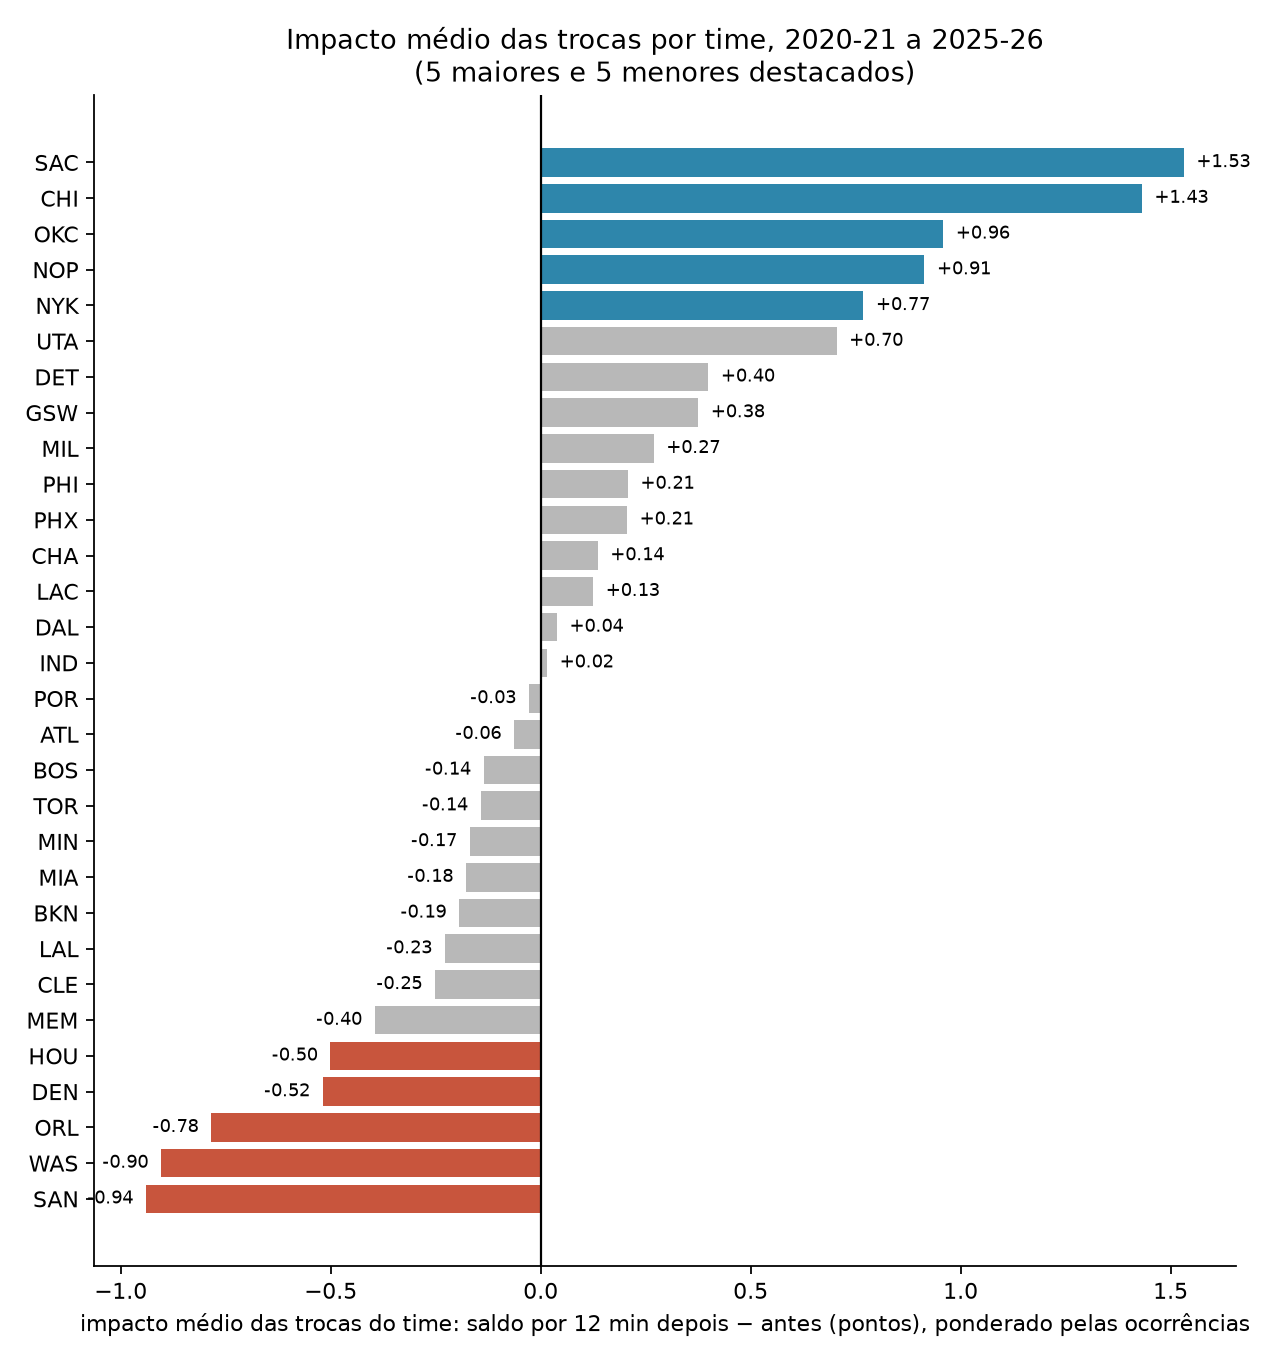 Impacto médio das trocas por time, 2020-21 a 2025-26
(5 maiores e 5 menores destacados)
SAC +1.53
CHI +1.43
OKC +0.96
NOP +0.91
NYK +0.77
UTA +0.70
DET +0.40
GSW +0.38
MIL +0.27
PHI +0.21
PHX +0.21
CHA +0.14
LAC +0.13
DAL +0.04
IND +0.02
POR -0.03
ATL -0.06
BOS -0.14
TOR -0.14
MIN -0.17
MIA -0.18
BKN -0.19
LAL -0.23
CLE -0.25
MEM -0.40
HOU -0.50
DEN -0.52
ORL -0.78
WAS -0.90
SAN -0.94
−1.0 −0.5 0.0 0.5 1.0 1.5
impacto médio das trocas do time: saldo por 12 min depois − antes (pontos), ponderado pelas ocorrências